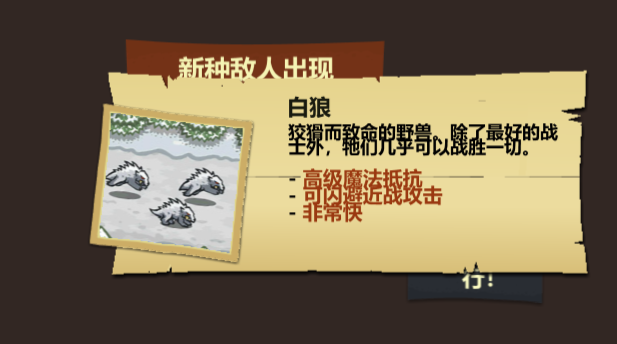 新种敌人出现
白狼
狡猾而致命的野兽。除了最好的战
士外，牠们几乎可以战胜一切。
- 高级魔法抵抗
- 可闪避近战攻击
- 非常快
行!